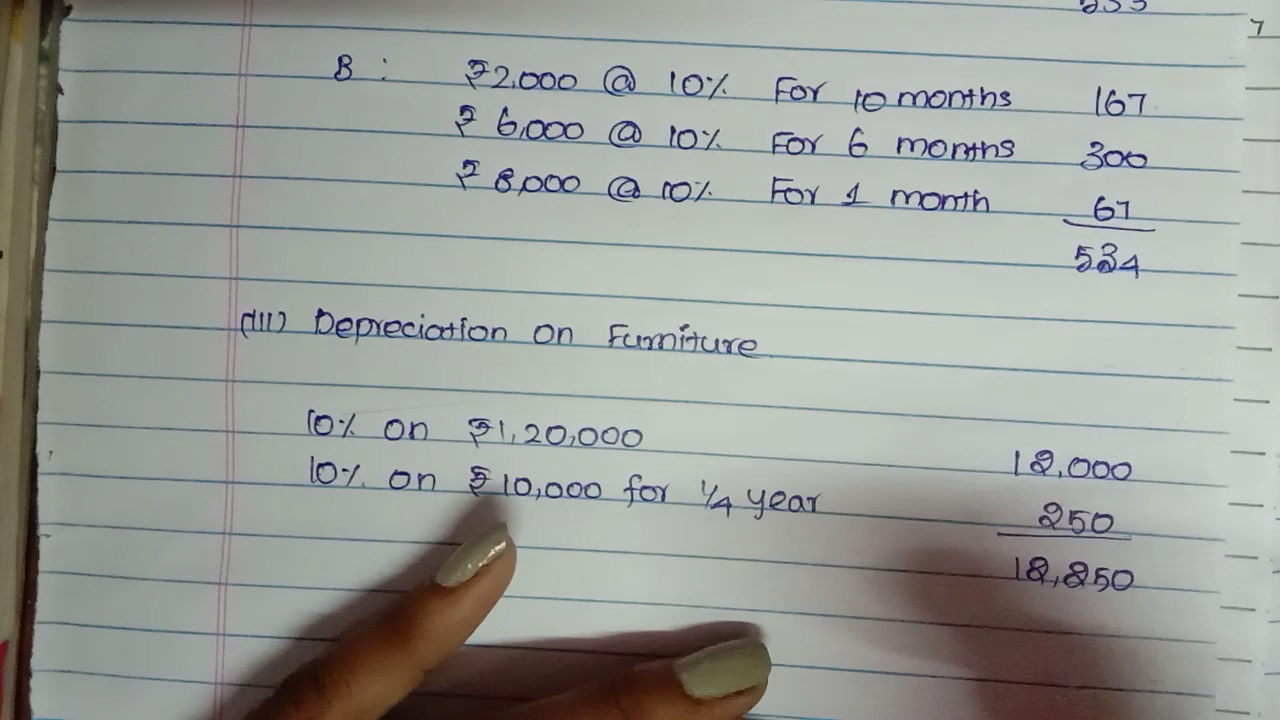 B : ₹2,000 @ 10% For 10 months 167
₹ 6,000 @ 10% For 6 months 300
₹ 8,000 @ 10% For 1 month 67
534
(III) Depreciation on Furniture
10% on ₹1,20,000 12,000
10% on ₹10,000 for 1/4 year 250
12,250